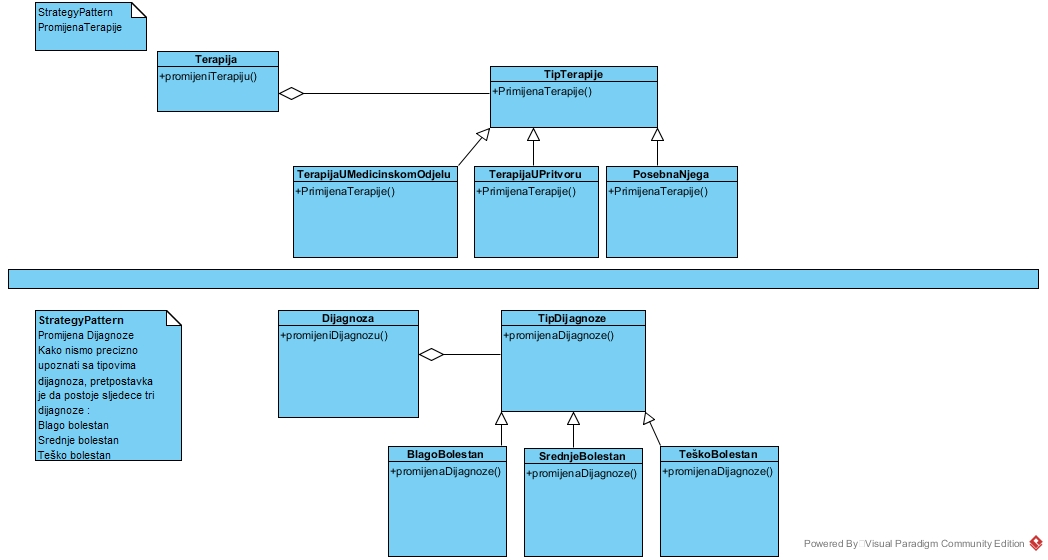 StrategyPattern
PromijenaTerapije
Terapija
+promijeniTerapiju()
TipTerapije
+PrimijenaTerapije()
TerapijaUMedicinskomOdjelu
+PrimijenaTerapije()
TerapijaUPritvoru
+PrimijenaTerapije()
PosebnaNjega
+PrimijenaTerapije()
StrategyPattern
Promijena Dijagnoze
Kako nismo precizno
upoznati sa tipovima
dijagnoza, pretpostavka
je da postoje sljedece tri
dijagnoze :
Blago bolestan
Srednje bolestan
Teško bolestan
Dijagnoza
+promijeniDijagnozu()
TipDijagnoze
+promijenaDijagnoze()
BlagoBolestan
+promijenaDijagnoze()
SrednjeBolestan
+promijenaDijagnoze()
TeškoBolestan
+promijenaDijagnoze()
Powered By Visual Paradigm Community Edition